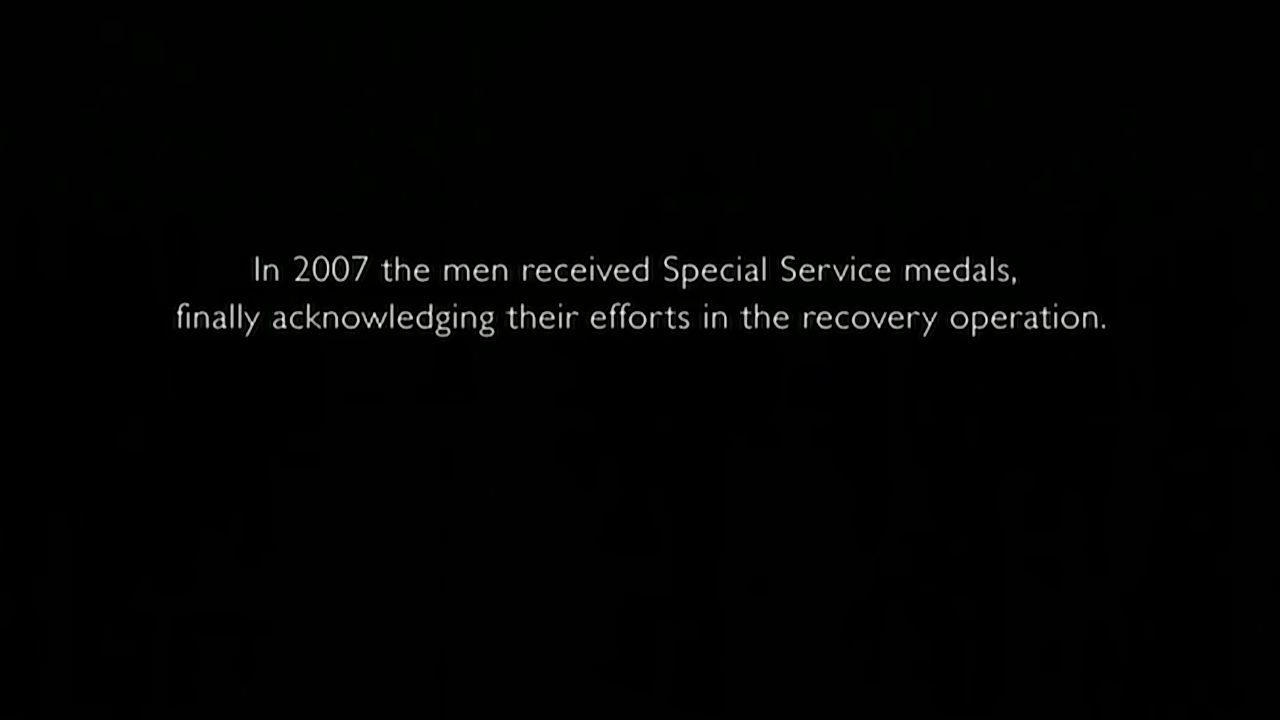 In 2007 the men received Special Service medals,
finally acknowledging their efforts in the recovery operation.